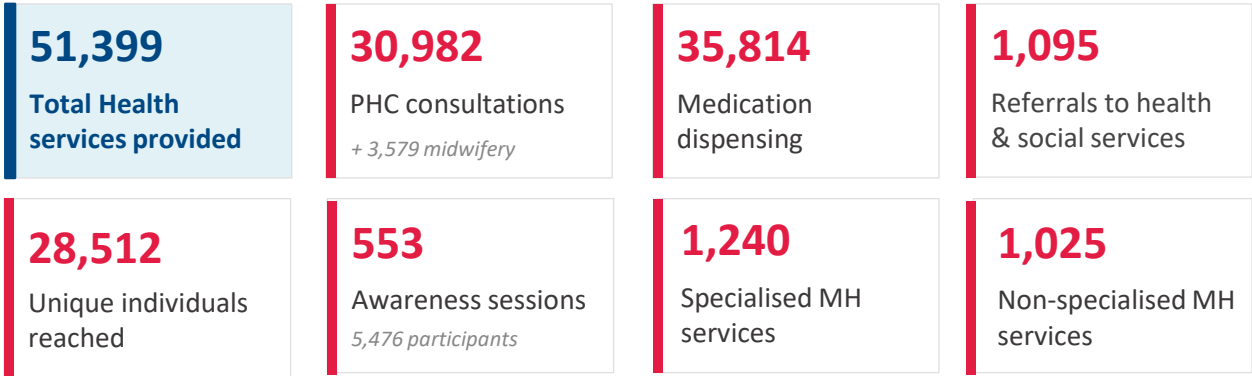 51,399
Total Health
services provided
30,982
PHC consultations
+ 3,579 midwifery
35,814
Medication
dispensing
1,095
Referrals to health
& social services
28,512
Unique individuals
reached
553
Awareness sessions
5,476 participants
1,240
Specialised MH
services
1,025
Non-specialised MH
services